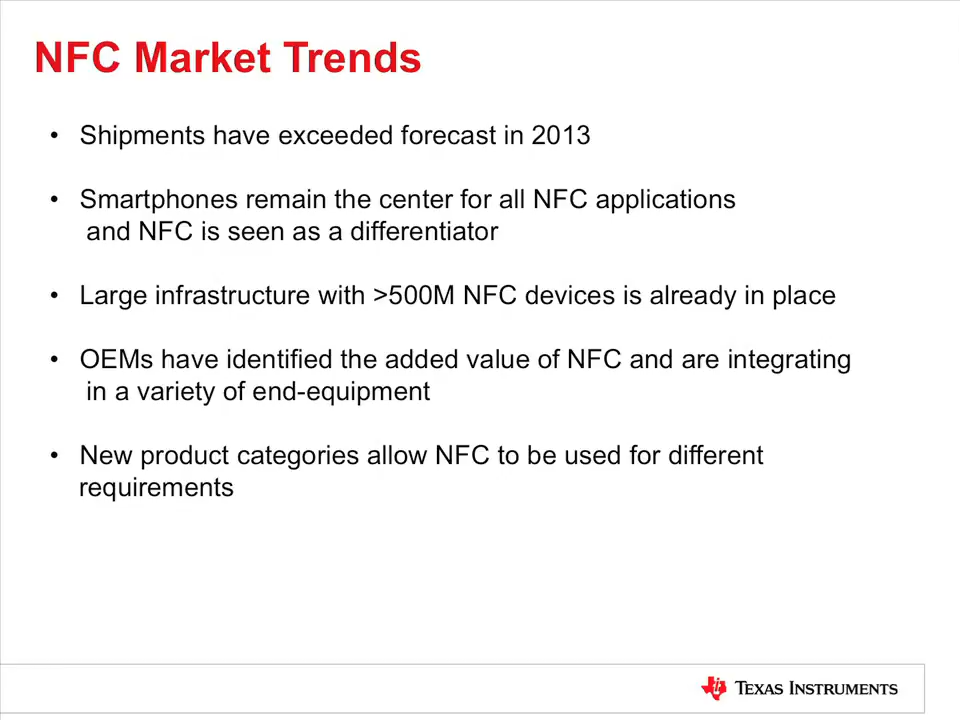 NFC Market Trends
• Shipments have exceeded forecast in 2013
• Smartphones remain the center for all NFC applications
and NFC is seen as a differentiator
• Large infrastructure with >500M NFC devices is already in place
• OEMs have identified the added value of NFC and are integrating
in a variety of end-equipment
• New product categories allow NFC to be used for different
requirements
TEXAS INSTRUMENTS